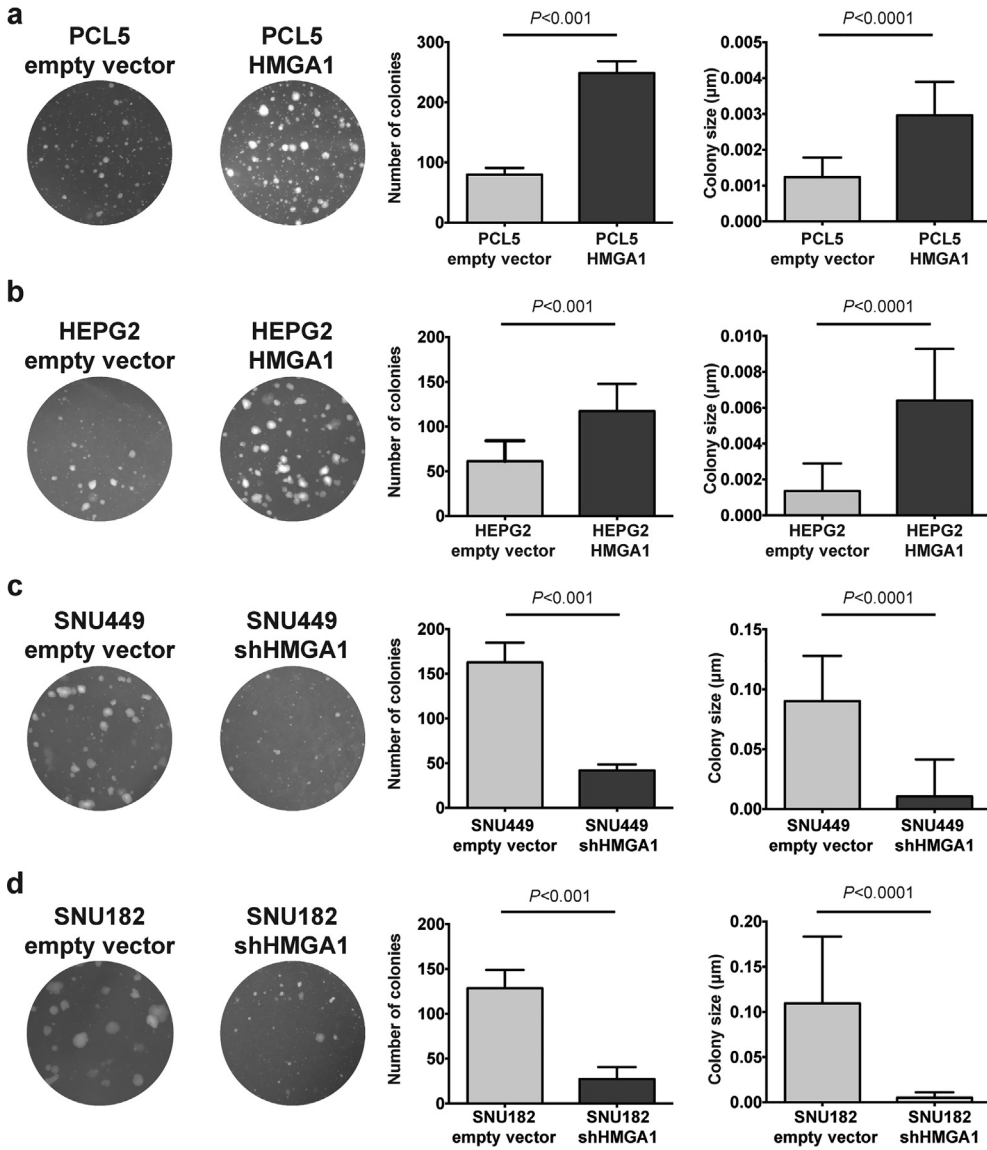 a
PCL5
empty vector
PCL5
HMGA1
P<0.001
Number of colonies
300
200
100
0
PCL5
empty vector
PCL5
HMGA1
P<0.0001
Colony size (µm)
0.005
0.004
0.003
0.002
0.001
0.000
PCL5
empty vector
PCL5
HMGA1
b
HEPG2
empty vector
HEPG2
HMGA1
P<0.001
Number of colonies
200
150
100
50
0
HEPG2
empty vector
HEPG2
HMGA1
P<0.0001
Colony size (µm)
0.010
0.008
0.006
0.004
0.002
0.000
HEPG2
empty vector
HEPG2
HMGA1
c
SNU449
empty vector
SNU449
shHMGA1
P<0.001
Number of colonies
200
150
100
50
0
SNU449
empty vector
SNU449
shHMGA1
P<0.0001
Colony size (µm)
0.15
0.10
0.05
0.00
SNU449
empty vector
SNU449
shHMGA1
d
SNU182
empty vector
SNU182
shHMGA1
P<0.001
Number of colonies
200
150
100
50
0
SNU182
empty vector
SNU182
shHMGA1
P<0.0001
Colony size (µm)
0.20
0.15
0.10
0.05
0.00
SNU182
empty vector
SNU182
shHMGA1